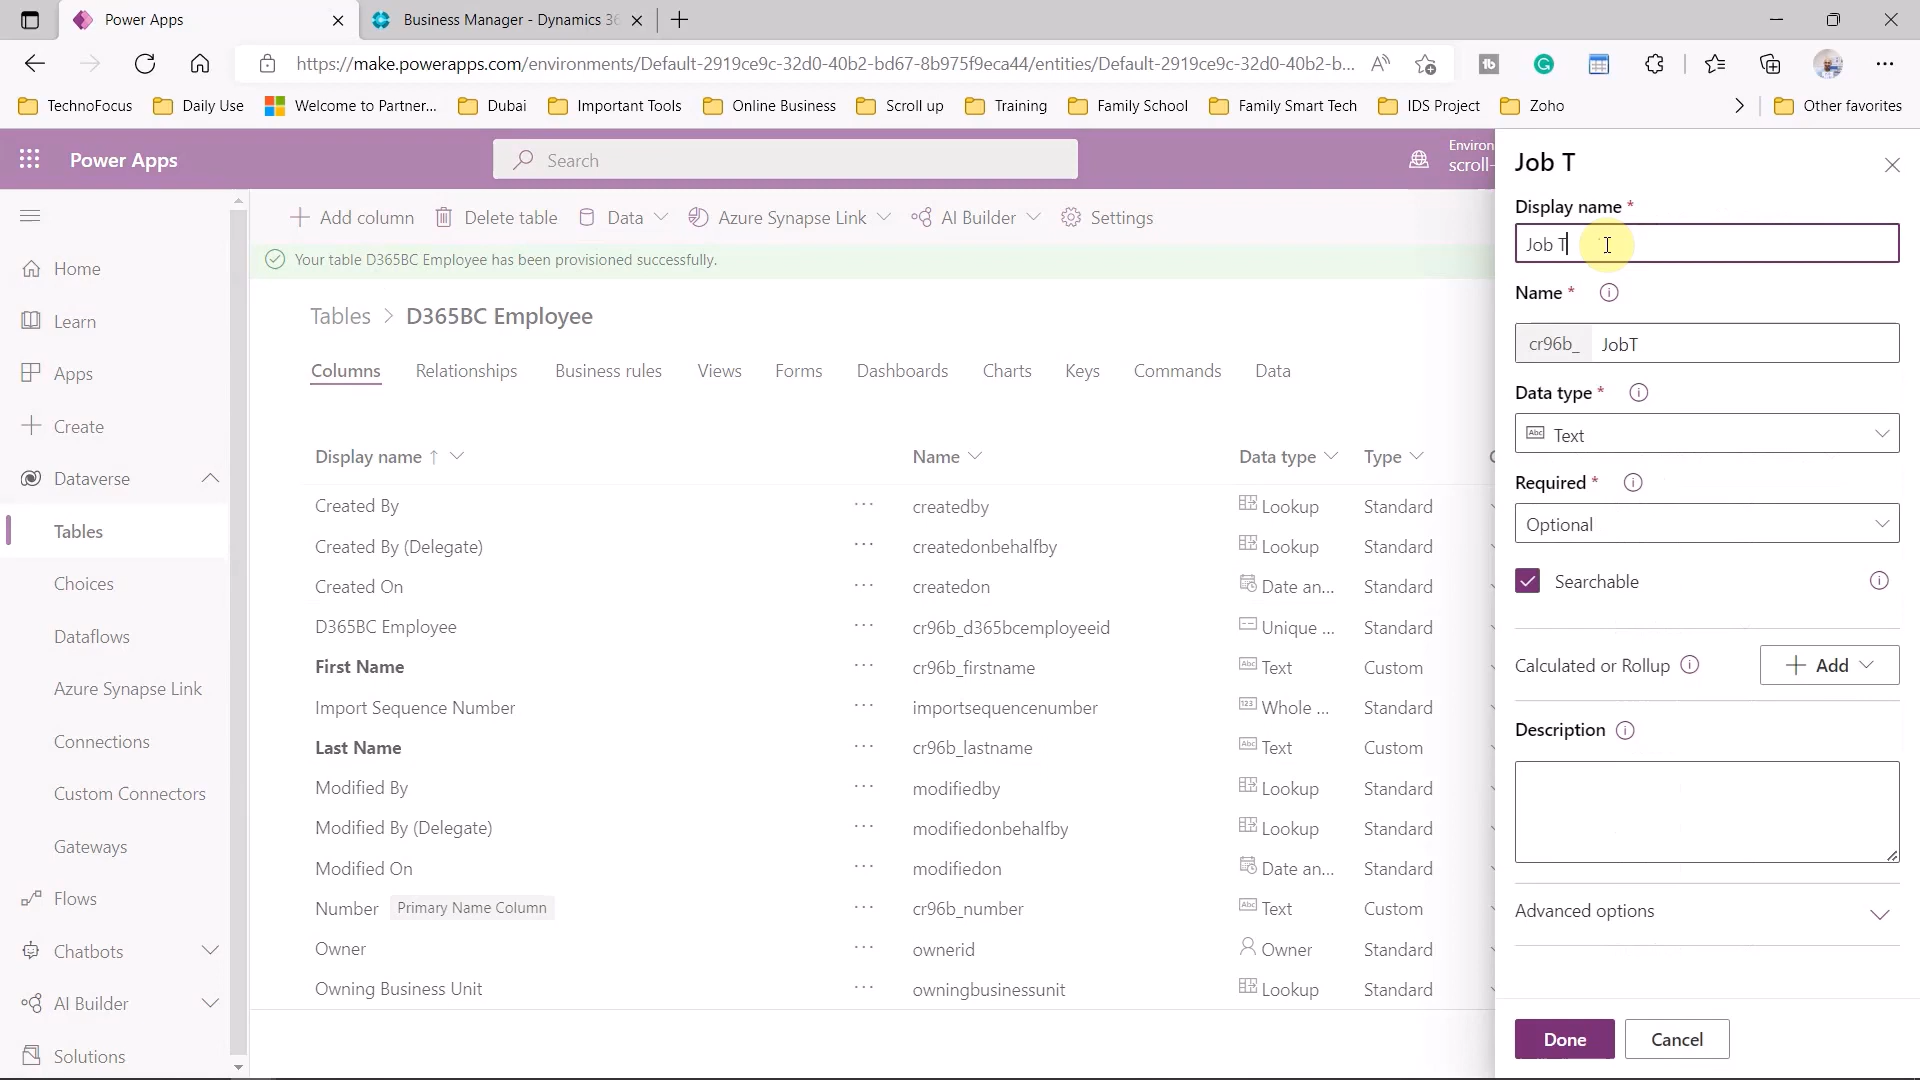 Power Apps
Business Manager - Dynamics 36
https://make.powerapps.com/environments/Default-2919ce9c-32d0-40b2-bd67-8b975f9eca44/entities/Default-2919ce9c-32d0-40b2-b...
TechnoFocus
Daily Use
Welcome to Partner...
Dubai
Important Tools
Online Business
Scroll up
Training
Family School
Family Smart Tech
IDS Project
Zoho
Other favorites
Power Apps
Search
Environ
scroll-
Home
Learn
Apps
Create
Dataverse
Tables
Choices
Dataflows
Azure Synapse Link
Connections
Custom Connectors
Gateways
Flows
Chatbots
AI Builder
Solutions
Add column
Delete table
Data
Azure Synapse Link
AI Builder
Settings
Your table D365BC Employee has been provisioned successfully.
Tables > D365BC Employee
Columns
Relationships
Business rules
Views
Forms
Dashboards
Charts
Keys
Commands
Data
Display name ↑ Name Data type Type
Created By ... createdby Lookup Standard
Created By (Delegate) ... createdonbehalfby Lookup Standard
Created On ... createdon Date an... Standard
D365BC Employee ... cr96b_d365bcemployeeid Unique ... Standard
First Name ... cr96b_firstname Abc Text Custom
Import Sequence Number ... importsequencenumber 123 Whole ... Standard
Last Name ... cr96b_lastname Abc Text Custom
Modified By ... modifiedby Lookup Standard
Modified By (Delegate) ... modifiedonbehalfby Lookup Standard
Modified On ... modifiedon Date an... Standard
Number Primary Name Column ... cr96b_number Abc Text Custom
Owner ... ownerid Owner Standard
Owning Business Unit ... owningbusinessunit Lookup Standard
Job T
Display name *
Job T
Name *
cr96b_ JobT
Data type *
Abc Text
Required *
Optional
Searchable
Calculated or Rollup
Add
Description
Advanced options
Done
Cancel